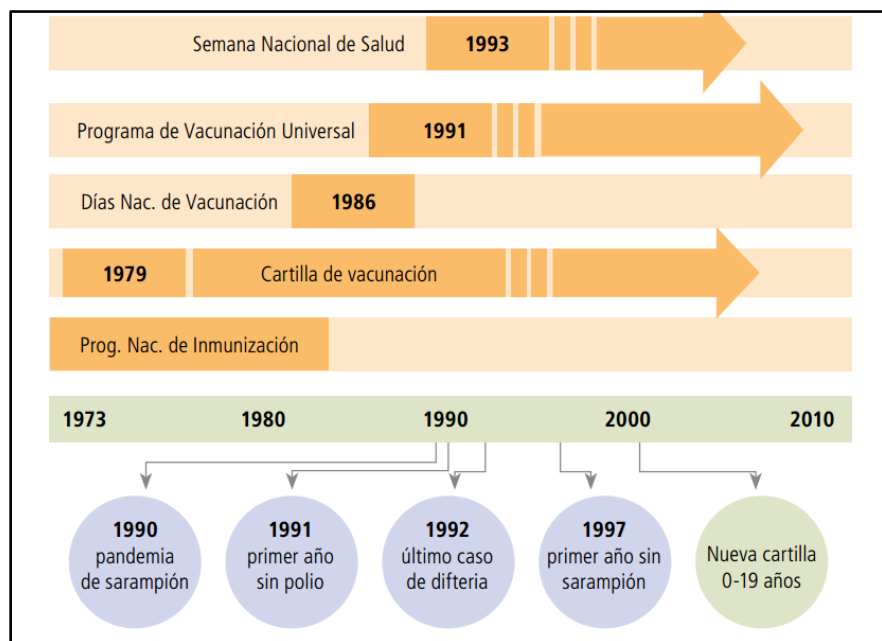 Semana Nacional de Salud 1993
Programa de Vacunación Universal 1991
Días Nac. de Vacunación 1986
1979 Cartilla de vacunación
Prog. Nac. de Inmunización
1973 1980 1990 2000 2010
1990
pandemia
de sarampión
1991
primer año
sin polio
1992
último caso
de difteria
1997
primer año sin
sarampión
Nueva cartilla
0-19 años